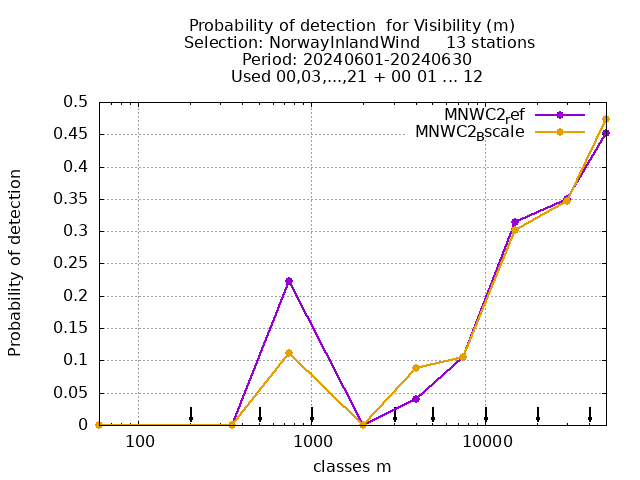 Probability of detection  for Visibility (m)
Selection: NorwayInlandWind     13 stations
Period: 20240601-20240630
Used 00,03,...,21 + 00 01 ... 12
0.5
0.45
0.4
0.35
0.3
0.25
0.2
0.15
0.1
0.05
0
Probability of detection
MNWC2ref
MNWC2Bscale
100
1000
10000
classes m